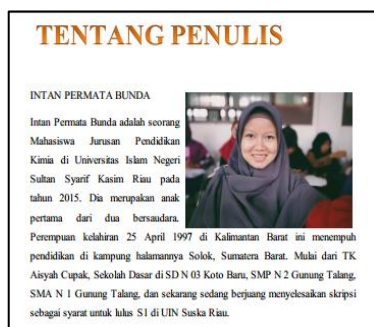 TENTANG PENULIS
INTAN PERMATA BUNDA
Intan Permata Bunda adalah seorang
Mahasiswa Jurusan Pendidikan
Kimia di Universitas Islam Negeri
Sultan Syarif Kasim Riau pada
tahun 2015. Dia merupakan anak
pertama dari dua bersaudara.
Perempuan kelahiran 25 April 1997 di Kalimantan Barat ini menempuh
pendidikan di kampung halamannya Solok, Sumatera Barat. Mulai dari TK
Aisyah Cupak, Sekolah Dasar di SD N 03 Koto Baru, SMP N 2 Gunung Talang,
SMA N 1 Gunung Talang, dan sekarang sedang berjuang menyelesaikan skripsi
sebagai syarat untuk lulus S1 di UIN Suska Riau.